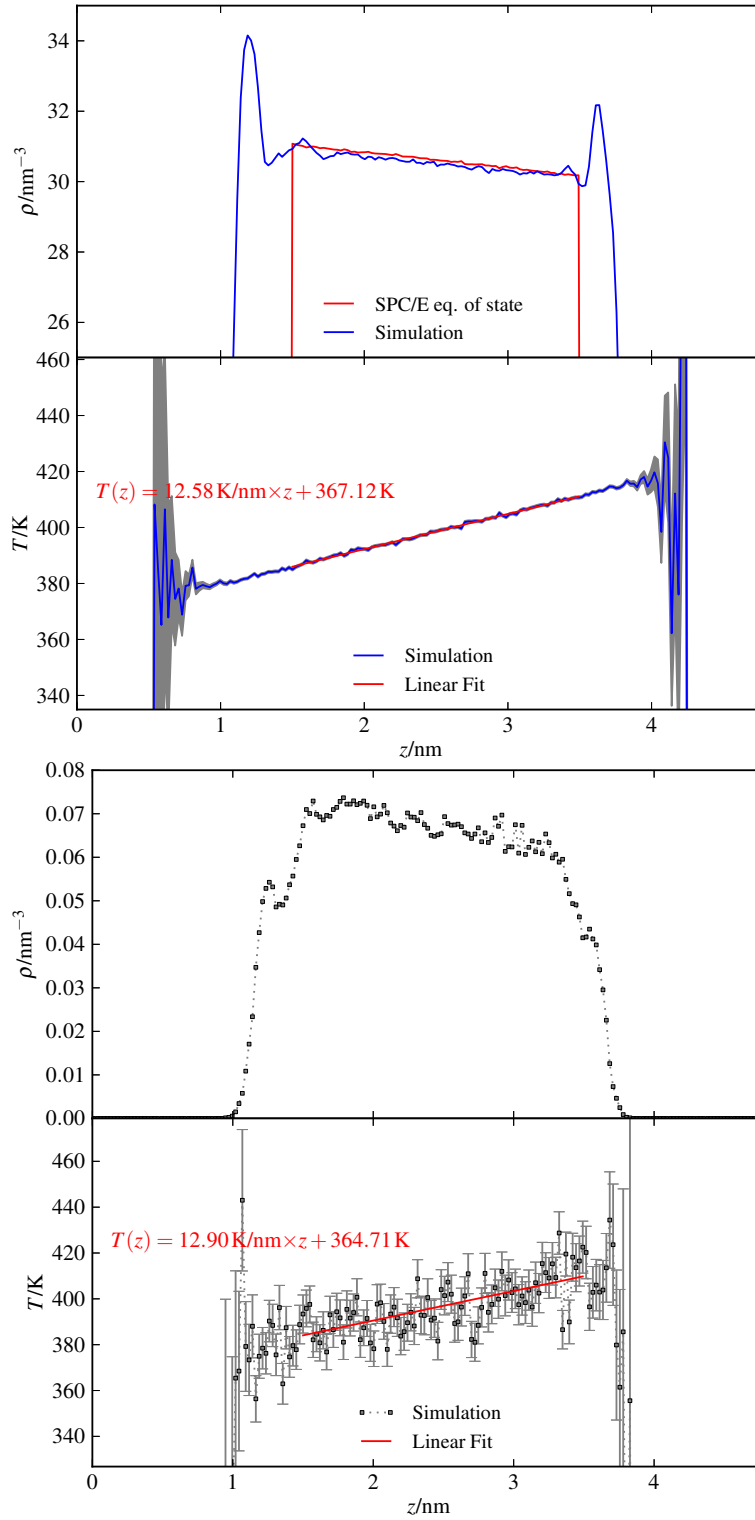 34
32
30
28
26
ρ/nm⁻³
SPC/E eq. of state
Simulation
460
440
420
400
380
360
340
T/K
T(z) = 12.58 K/nm×z + 367.12 K
Simulation
Linear Fit
0 1 2 3 4
z/nm
0.08
0.07
0.06
0.05
0.04
0.03
0.02
0.01
0.00
ρ/nm⁻³
460
440
420
400
380
360
340
T/K
T(z) = 12.90 K/nm×z + 364.71 K
Simulation
Linear Fit
0 1 2 3 4
z/nm